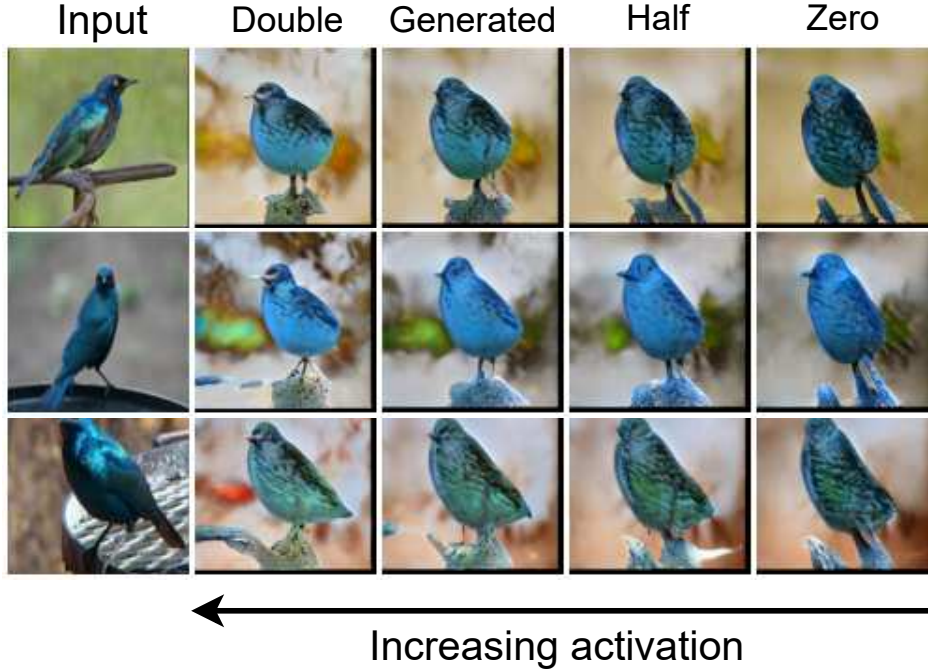 Input Double Generated Half Zero
Increasing activation